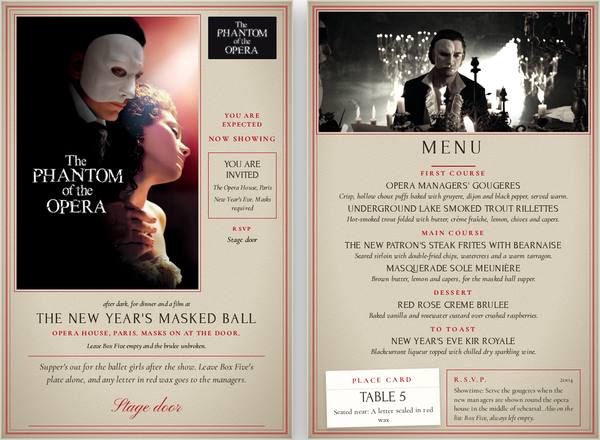 The
PHANTOM
of the
OPERA
The
PHANTOM
of the
OPERA
YOU ARE
EXPECTED
NOW SHOWING
YOU ARE
INVITED
The Opera House, Paris
New Year's Eve, Masks
required
RSVP
Stage door
after dark, for dinner and a film at
THE NEW YEAR'S MASKED BALL
OPERA HOUSE, PARIS. MASKS ON AT THE DOOR.
Leave Box Five empty and the brulee unbroken.
Supper's out for the ballet girls after the show. Leave Box Five's
plate alone, and any letter in red wax goes to the managers.
Stage door
MENU
FIRST COURSE
OPERA MANAGERS' GOUGERES
Crisp, hollow choux puffs baked with gruyere, dijon and black pepper, served warm.
UNDERGROUND LAKE SMOKED TROUT RILLETTES
Hot-smoked trout folded with butter, crème fraîche, lemon, chives and capers.
MAIN COURSE
THE NEW PATRON'S STEAK FRITES WITH BEARNAISE
Seared sirloin with double-fried chips, watercress and a warm tarragon.
MASQUERADE SOLE MEUNIÈRE
Brown butter, lemon and capers, for the masked ball supper.
DESSERT
RED ROSE CREME BRULEE
Baked vanilla and rosewater custard over crushed raspberries.
TO TOAST
NEW YEAR'S EVE KIR ROYALE
Blackcurrant liqueur topped with chilled dry sparkling wine.
PLACE CARD
TABLE 5
Seated near: A letter sealed in red
wax
R.S.V.P. 2004
Showtime: Serve the gougeres when the
new managers are shown round the opera
house in the middle of rehearsal. Also on the
list: Box Five, always left empty.